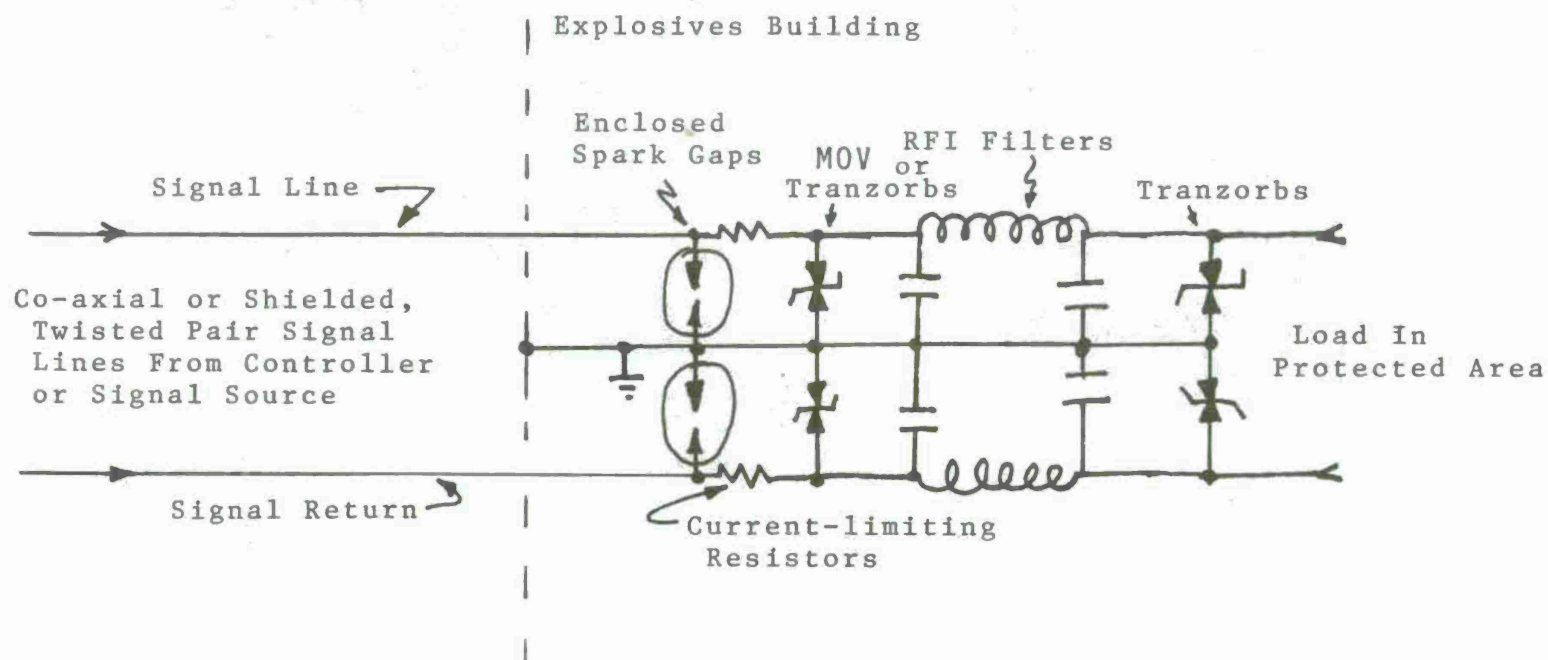 Explosives Building
Enclosed
Spark Gaps
MOV or
Tranzorbs
RFI Filters
Tranzorbs
Signal Line
Co-axial or Shielded,
Twisted Pair Signal
Lines From Controller
or Signal Source
Load In
Protected Area
Signal Return
Current-limiting
Resistors